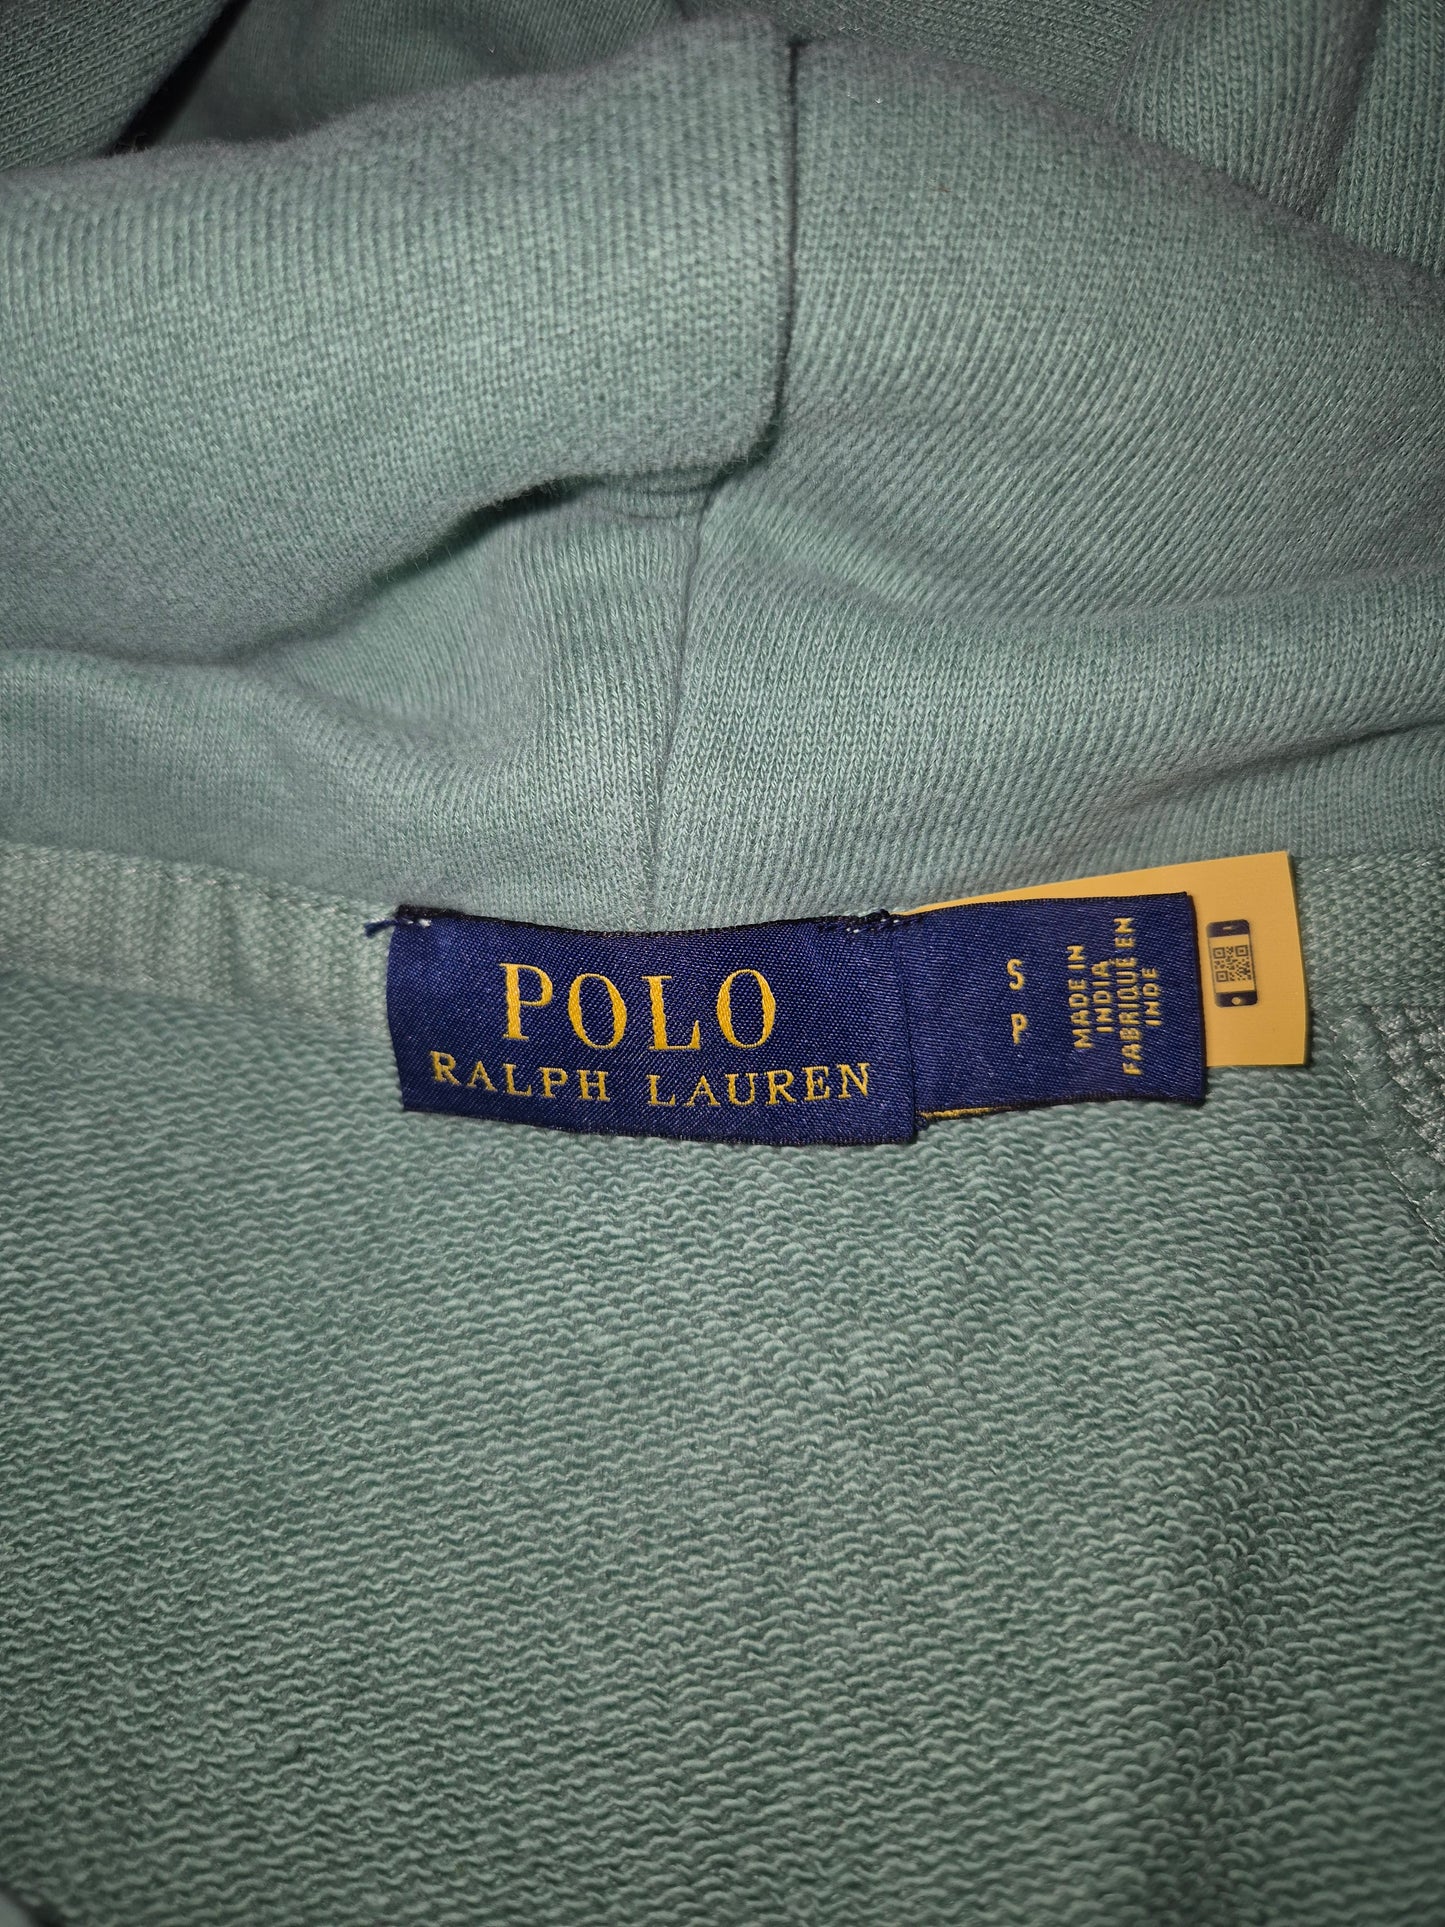 POLO
RALPH LAUREN
S
P
MADE IN
INDIA
FABRIQUÉ EN
INDE